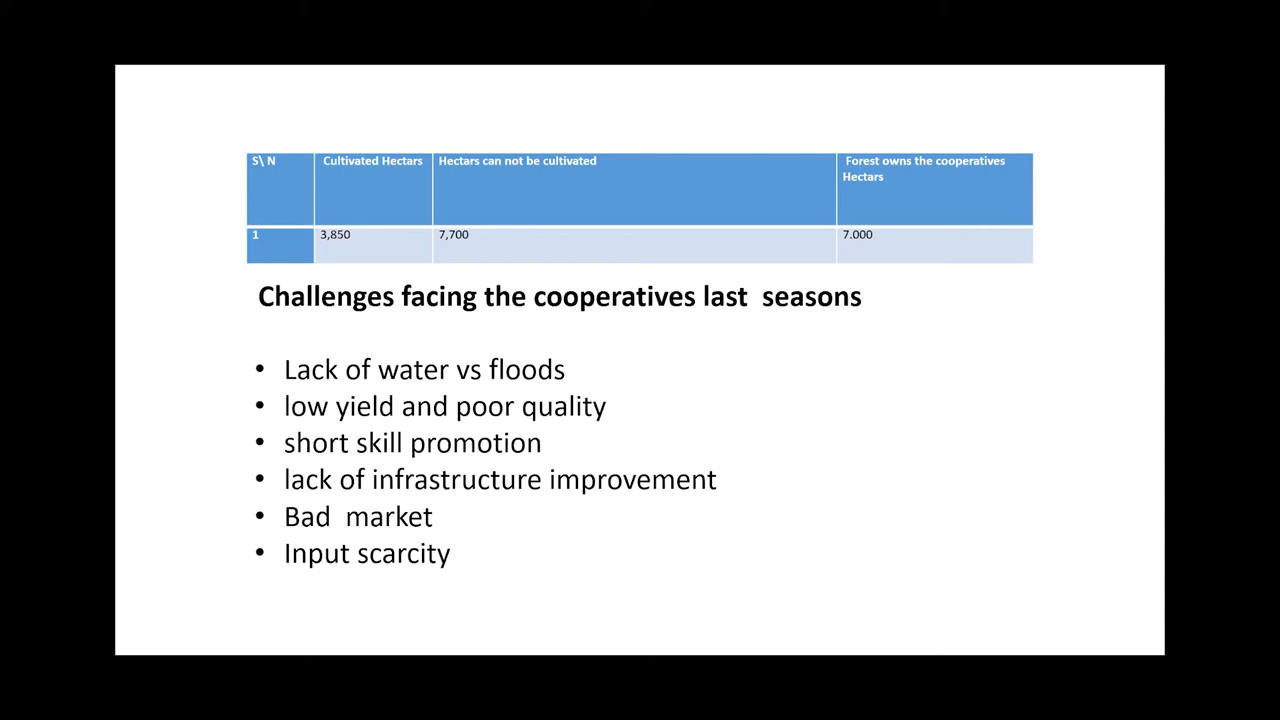 S\ N Cultivated Hectars Hectars can not be cultivated Forest owns the cooperatives
Hectars
1 3,850 7,700 7.000
Challenges facing the cooperatives last seasons
• Lack of water vs floods
• low yield and poor quality
• short skill promotion
• lack of infrastructure improvement
• Bad market
• Input scarcity